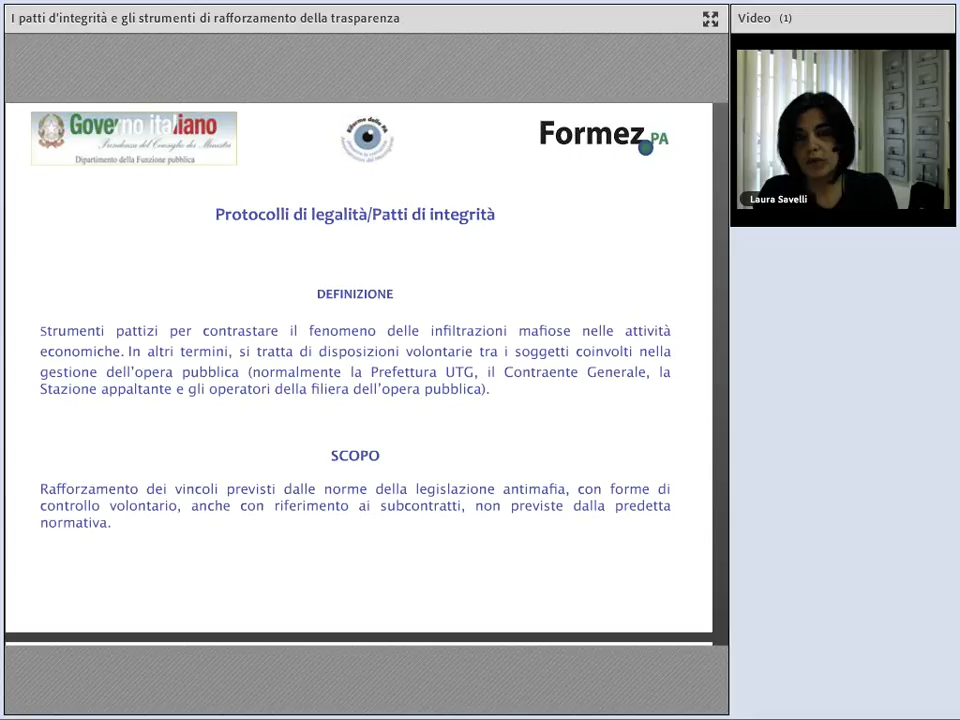 I patti d'integrità e gli strumenti di rafforzamento della trasparenza
Video (1)
Governo italiano
Presidenza del Consiglio dei Ministri
Dipartimento della Funzione pubblica
Formez PA
Laura Savelli
Protocolli di legalità/Patti di integrità
DEFINIZIONE
Strumenti pattizi per contrastare il fenomeno delle infiltrazioni mafiose nelle attività
economiche. In altri termini, si tratta di disposizioni volontarie tra i soggetti coinvolti nella
gestione dell'opera pubblica (normalmente la Prefettura UTG, il Contraente Generale, la
Stazione appaltante e gli operatori della filiera dell'opera pubblica).
SCOPO
Rafforzamento dei vincoli previsti dalle norme della legislazione antimafia, con forme di
controllo volontario, anche con riferimento ai subcontratti, non previste dalla predetta
normativa.